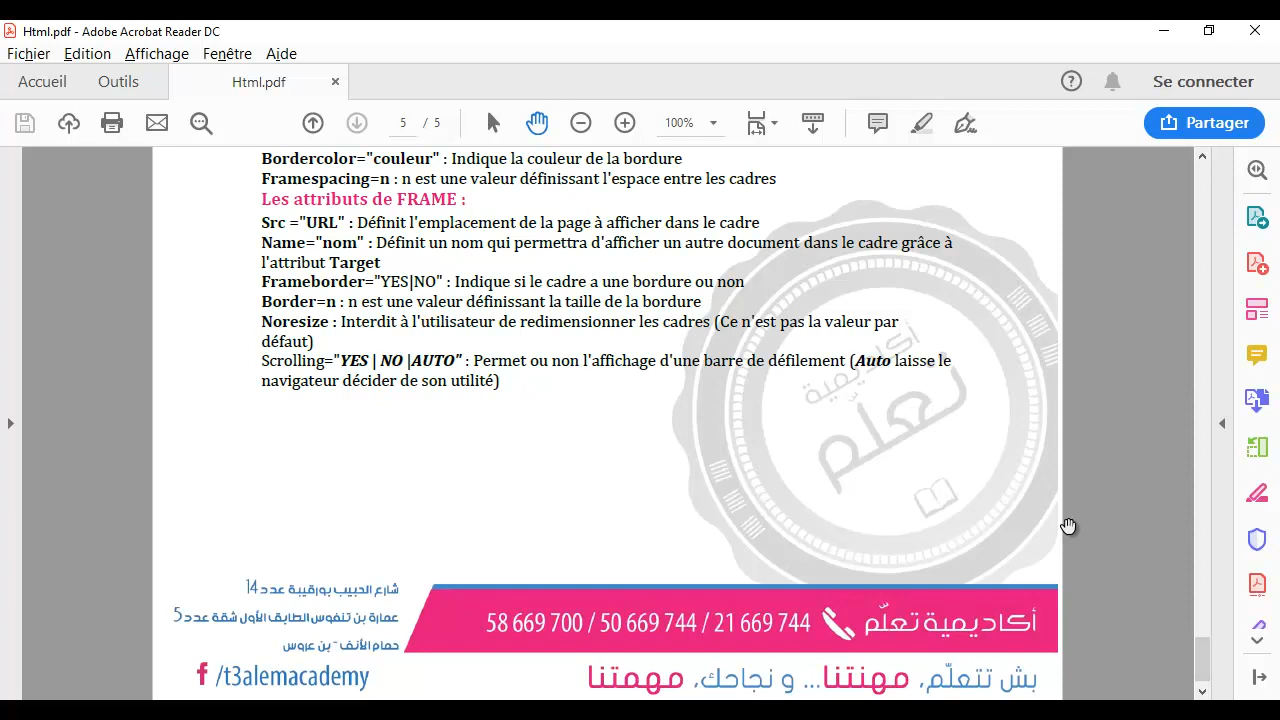 Html.pdf - Adobe Acrobat Reader DC
Fichier Edition Affichage Fenêtre Aide
Accueil Outils Html.pdf × Se connecter
5 / 5 100% Partager
Bordercolor="couleur" : Indique la couleur de la bordure
Framespacing=n : n est une valeur définissant l'espace entre les cadres
Les attributs de FRAME :
Src ="URL" : Définit l'emplacement de la page à afficher dans le cadre
Name="nom" : Définit un nom qui permettra d'afficher un autre document dans le cadre grâce à
l'attribut Target
Frameborder="YES|NO" : Indique si le cadre a une bordure ou non
Border=n : n est une valeur définissant la taille de la bordure
Noresize : Interdit à l'utilisateur de redimensionner les cadres (Ce n'est pas la valeur par
défaut)
Scrolling="YES | NO |AUTO" : Permet ou non l'affichage d'une barre de défilement (Auto laisse le
navigateur décider de son utilité)
أكاديمية
تعلّم
شارع الحبيب بورقيبة عدد 14
عمارة بن تنفوس الطابق الأول شقة عدد 5
حمام الأنف - بن عروس
f /t3alemacademy
58 669 700 / 50 669 744 / 21 669 744 أكاديمية تعلّم
بش تتعلّم، مهنتنا... و نجاحك، مهمتنا